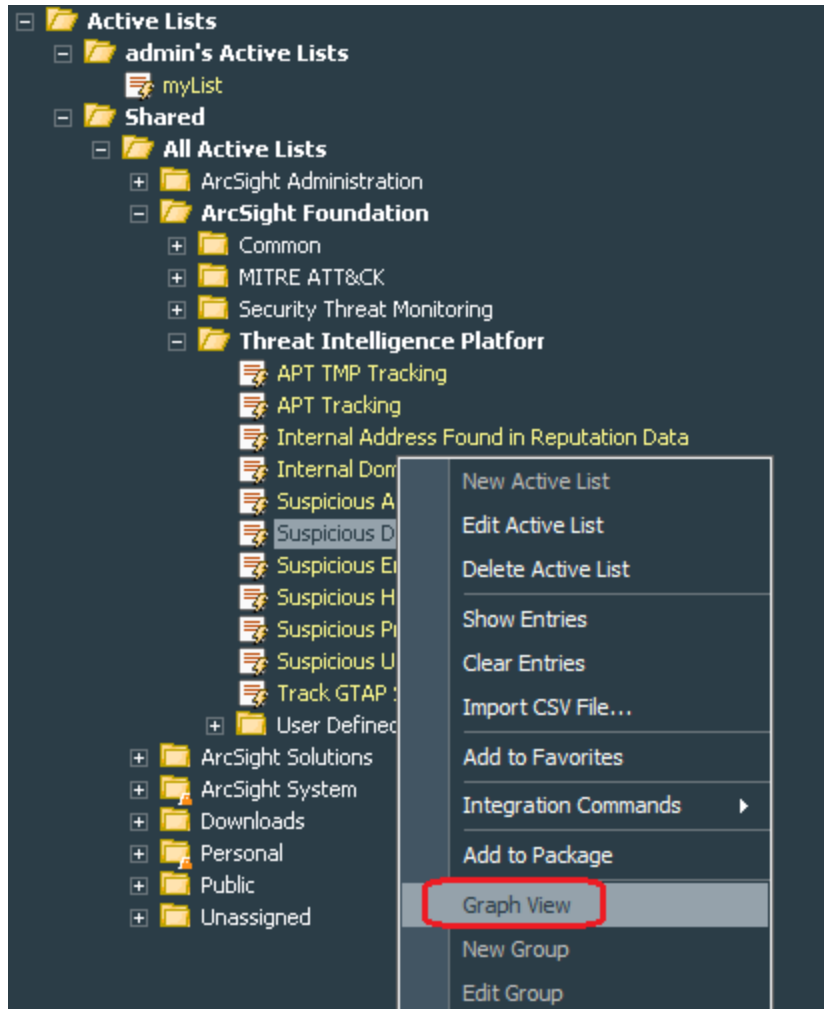 Active Lists
admin's Active Lists
myList
Shared
All Active Lists
ArcSight Administration
ArcSight Foundation
Common
MITRE ATT&CK
Security Threat Monitoring
Threat Intelligence Platforr
APT TMP Tracking
APT Tracking
Internal Address Found in Reputation Data
Internal Dom
Suspicious A
Suspicious D
Suspicious E
Suspicious H
Suspicious P
Suspicious U
Track GTAP
User Defined
ArcSight Solutions
ArcSight System
Downloads
Personal
Public
Unassigned
New Active List
Edit Active List
Delete Active List
Show Entries
Clear Entries
Import CSV File...
Add to Favorites
Integration Commands
Add to Package
Graph View
New Group
Edit Group